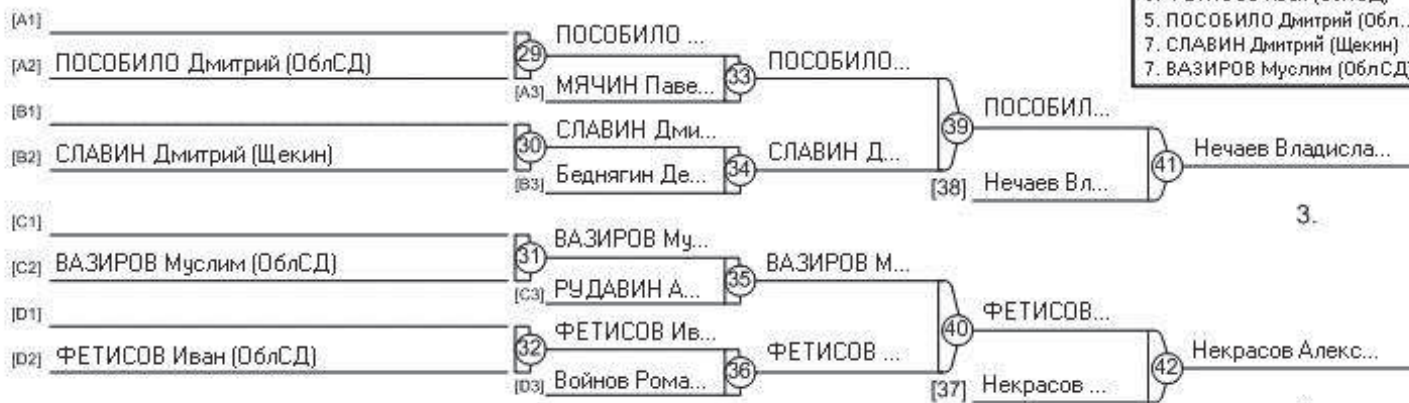 5. ПОСОБИЛО Дмитрий (Обл...
7. СЛАВИН Дмитрий (Щекин)
7. ВАЗИРОВ Муслим (ОблСД)
[A1]
[A2] ПОСОБИЛО Дмитрий (ОблСД)
29
ПОСОБИЛО ...
[A3] МЯЧИН Паве...
33
ПОСОБИЛО...
[B1]
[B2] СЛАВИН Дмитрий (Щекин)
30
СЛАВИН Дми...
[B3] Беднягин Де...
34
СЛАВИН Д...
39
ПОСОБИЛ...
[38] Нечаев Вл...
41
Нечаев Владисла...
3.
[C1]
[C2] ВАЗИРОВ Муслим (ОблСД)
31
ВАЗИРОВ Му...
[C3] РУДАВИН А...
35
ВАЗИРОВ М...
[D1]
[D2] ФЕТИСОВ Иван (ОблСД)
32
ФЕТИСОВ Ив...
[D3] Войнов Рома...
36
ФЕТИСОВ ...
40
ФЕТИСОВ...
[37] Некрасов ...
42
Некрасов Алекс...